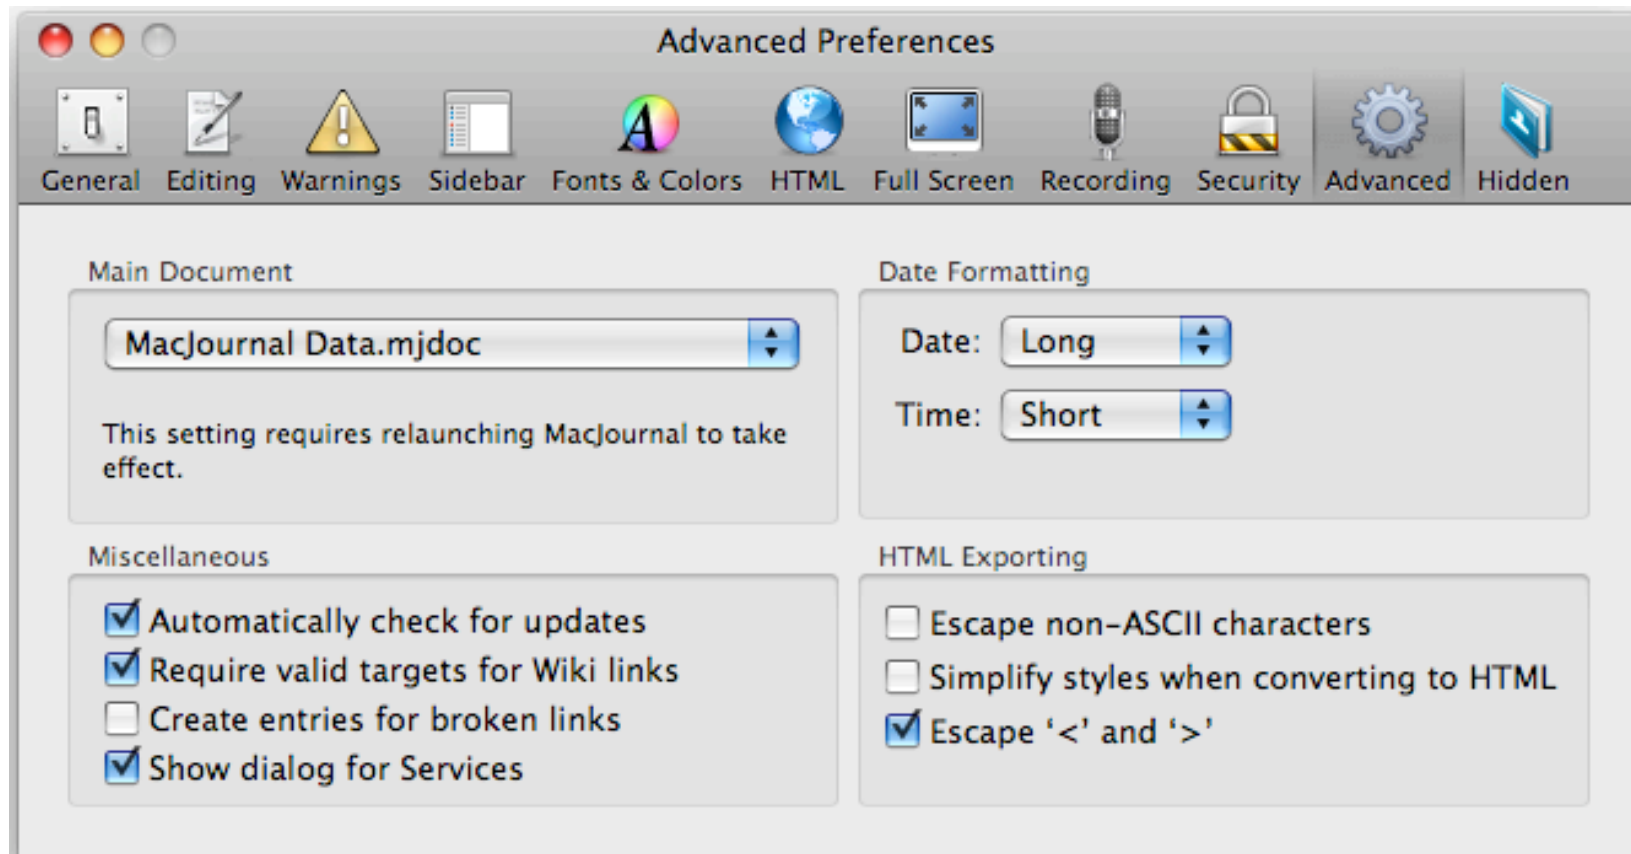 Advanced Preferences
General Editing Warnings Sidebar Fonts & Colors HTML Full Screen Recording Security Advanced Hidden
Main Document
MacJournal Data.mjdoc
This setting requires relaunching MacJournal to take
effect.
Date Formatting
Date: Long
Time: Short
Miscellaneous
Automatically check for updates
Require valid targets for Wiki links
Create entries for broken links
Show dialog for Services
HTML Exporting
Escape non-ASCII characters
Simplify styles when converting to HTML
Escape ‘<’ and ‘>’